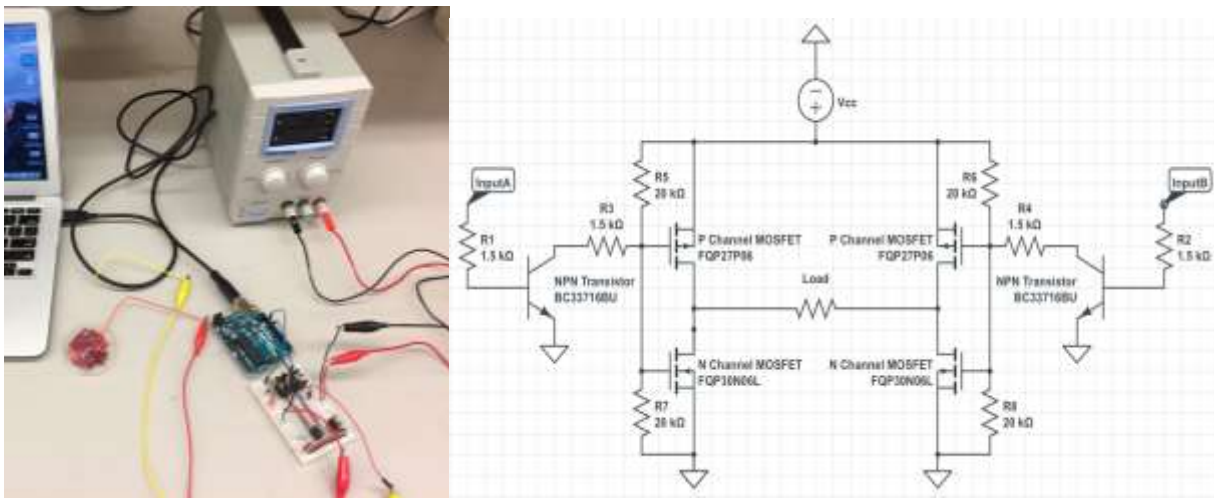 Vcc
InputA
R5
20 kΩ
R6
20 kΩ
InputB
R3
1.5 kΩ
R4
1.5 kΩ
R1
1.5 kΩ
R2
1.5 kΩ
P Channel MOSFET
FQP27P06
P Channel MOSFET
FQP27P06
NPN Transistor
BC33716BU
Load
NPN Transistor
BC33716BU
N Channel MOSFET
FQP30N06L
N Channel MOSFET
FQP30N06L
R7
20 kΩ
R8
20 kΩ